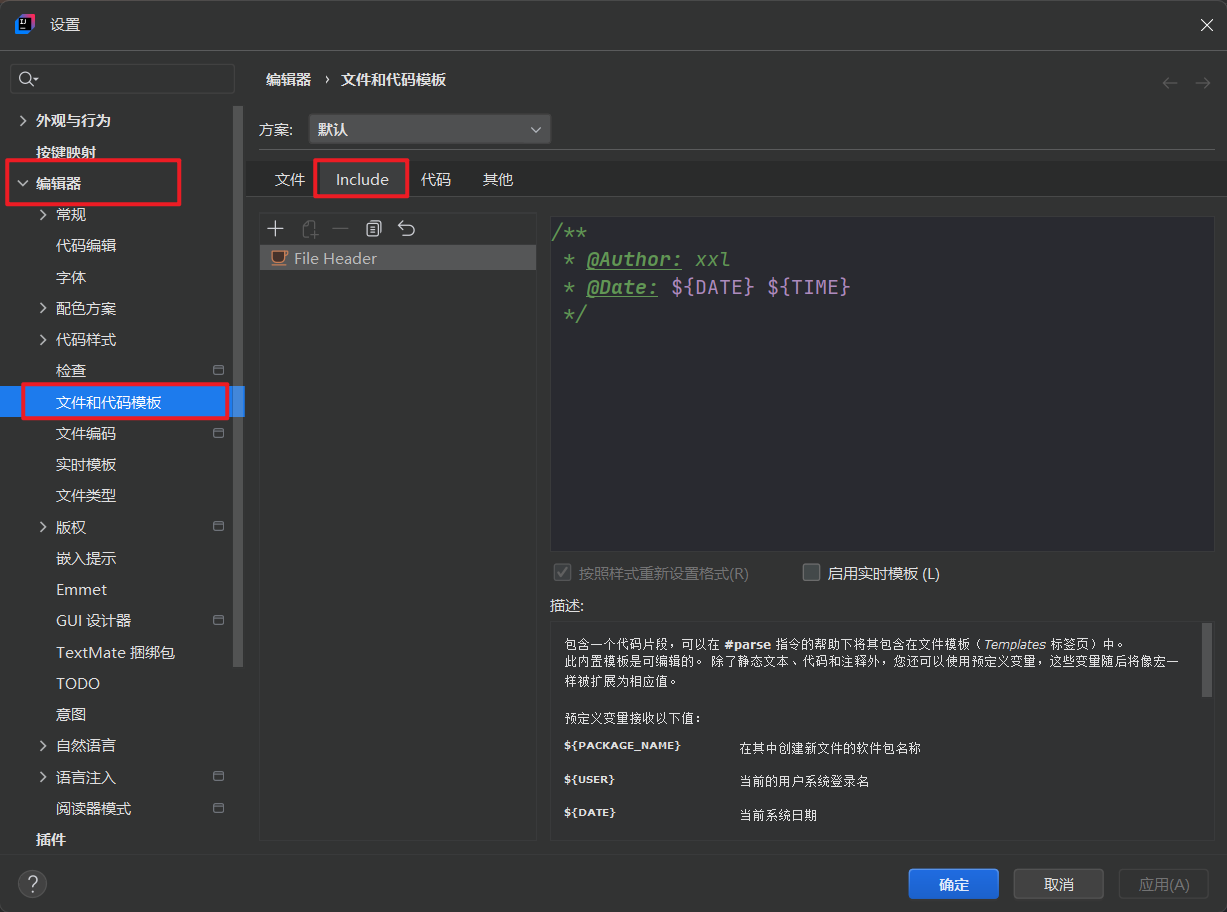 设置
编辑器 › 文件和代码模板
外观与行为
按键映射
编辑器
常规
代码编辑
字体
配色方案
代码样式
检查
文件和代码模板
文件编码
实时模板
文件类型
版权
嵌入提示
Emmet
GUI 设计器
TextMate 捆绑包
TODO
意图
自然语言
语言注入
阅读器模式
插件
方案: 默认
文件 Include 代码 其他
File Header
/**
* @Author: xxl
* @Date: ${DATE} ${TIME}
*/
按照样式重新设置格式(R) 启用实时模板 (L)
描述:
包含一个代码片段，可以在 #parse 指令的帮助下将其包含在文件模板（Templates 标签页）中。
此内置模板是可编辑的。 除了静态文本、代码和注释外，您还可以使用预定义变量，这些变量随后将像宏一
样被扩展为相应值。
预定义变量接收以下值：
${PACKAGE_NAME} 在其中创建新文件的软件包名称
${USER} 当前的用户系统登录名
${DATE} 当前系统日期
? 确定 取消 应用(A)